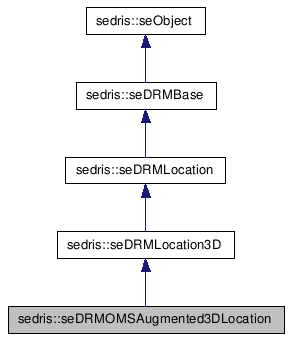 sedris::seObject
sedris::seDRMBase
sedris::seDRMLocation
sedris::seDRMLocation3D
sedris::seDRMOMSAugmented3DLocation